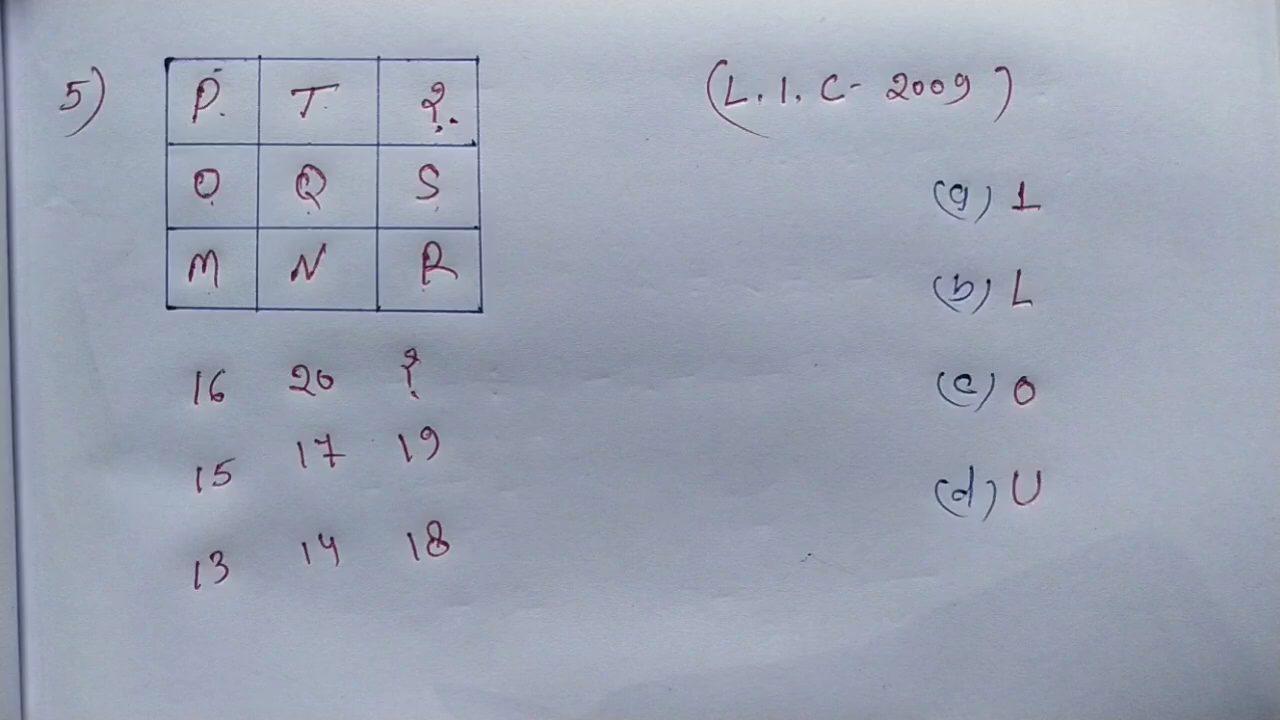 5) P T ? (L.I.C- 2009)
O Q S (a) I
M N R (b) L
16 20 ? (c) O
15 17 19 (d) U
13 14 18